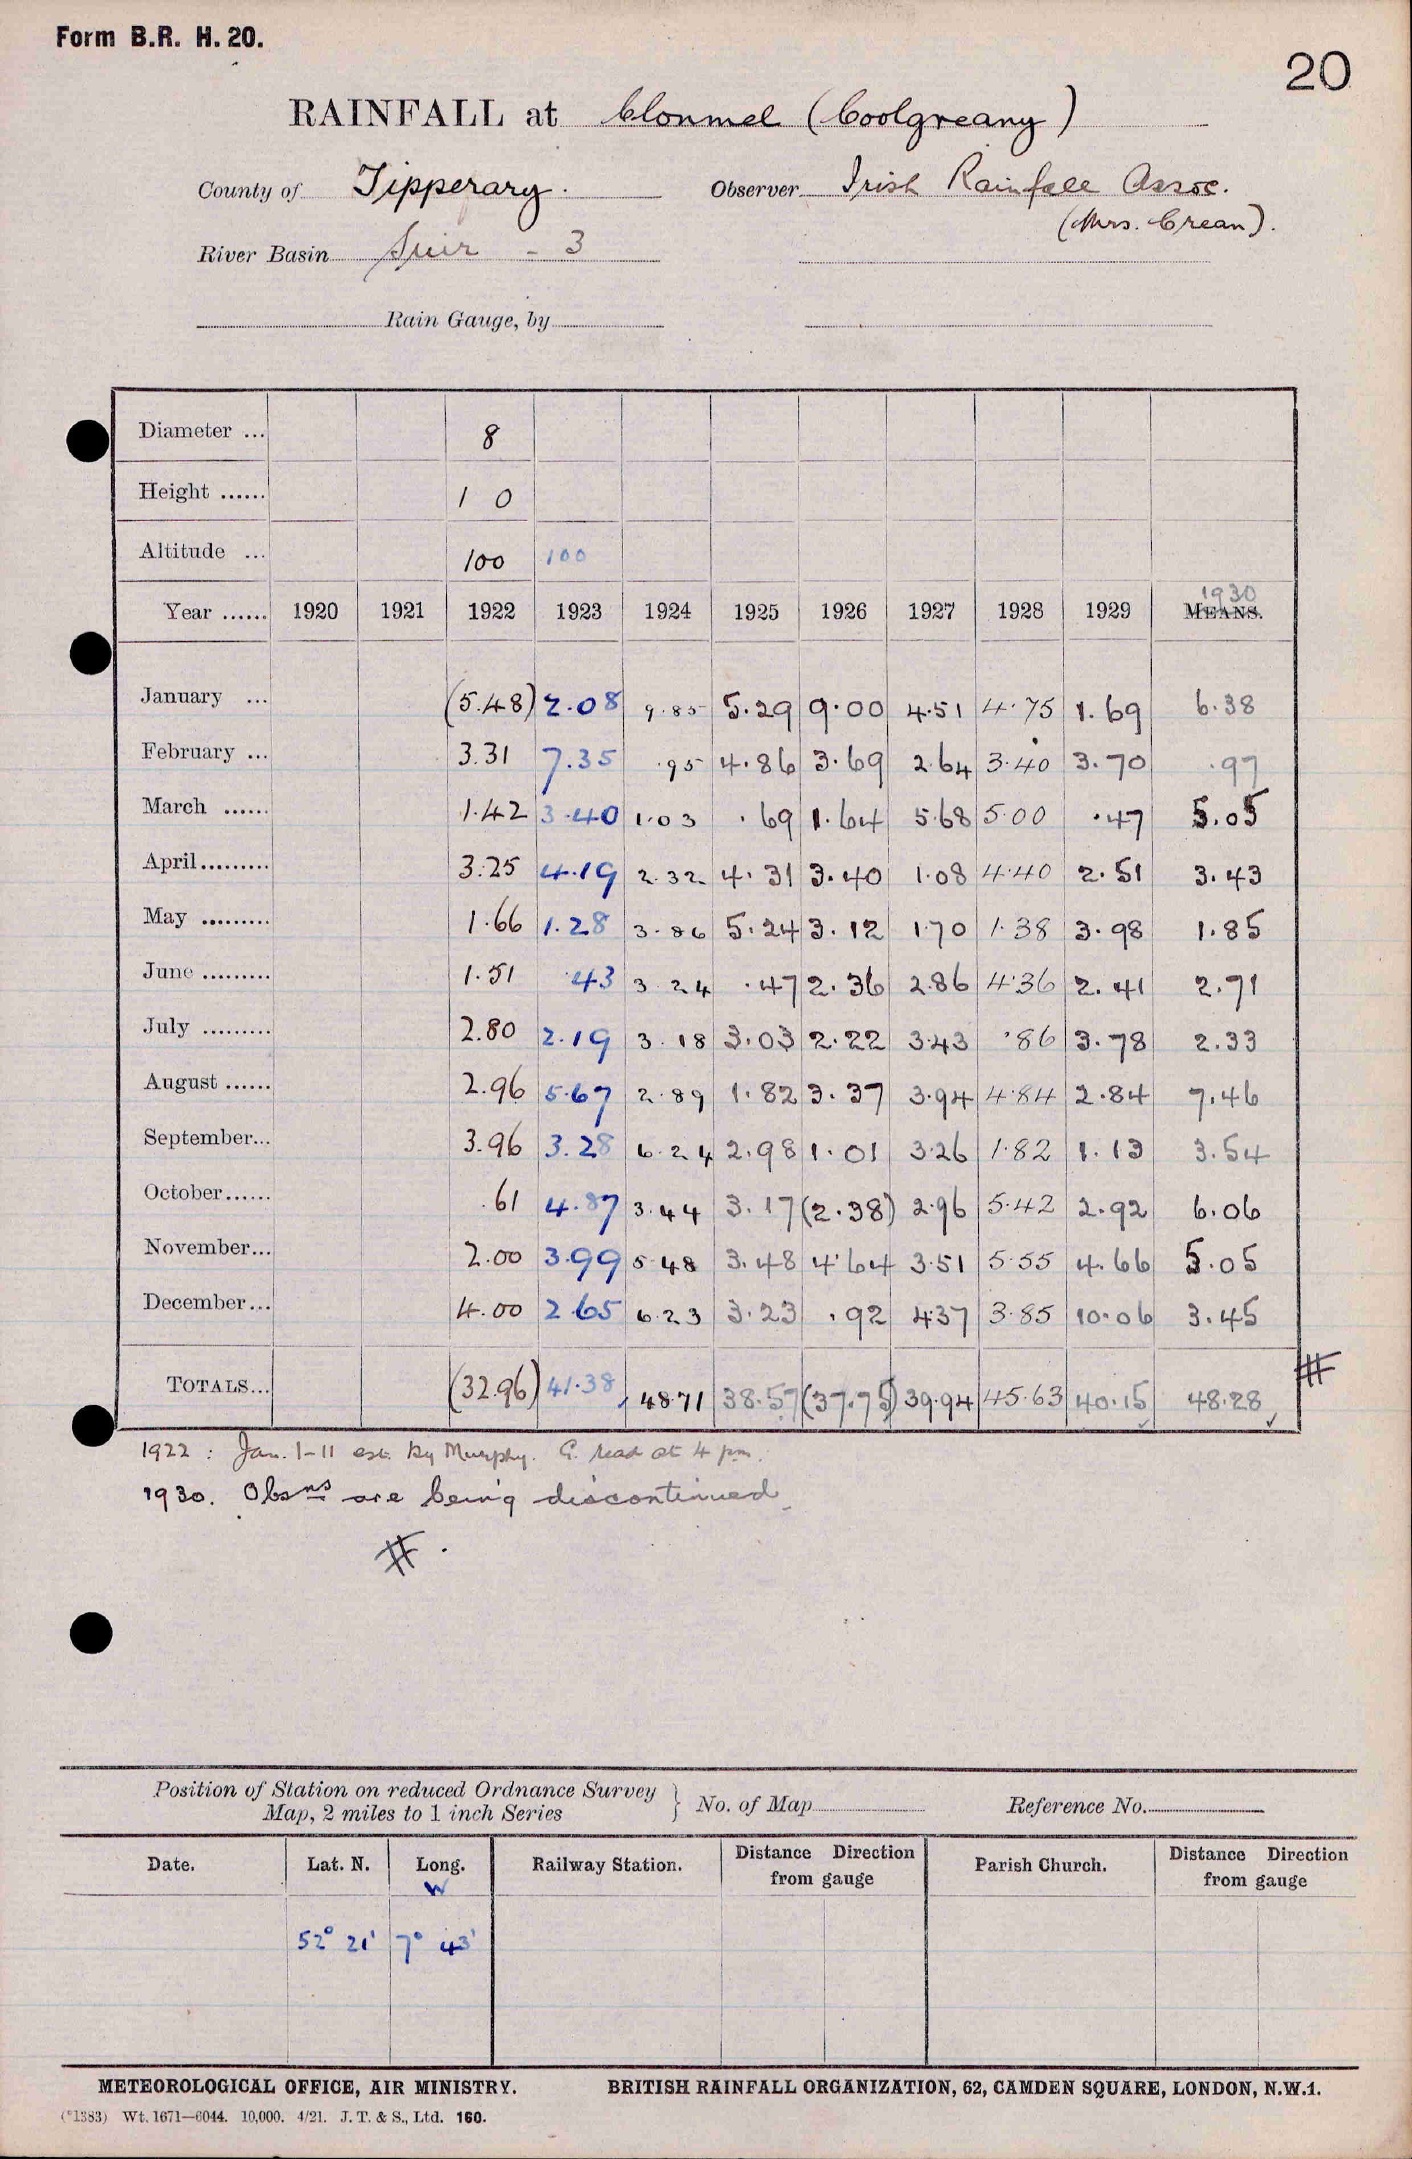 Form B.R. H. 20.
20
RAINFALL at Clonmel (Coolgreany)
County of Tipperary. Observer Irish Rainfall Assoc.
(Mrs. Crean).
River Basin Suir - 3
Rain Gauge, by
Diameter ... 8
Height ...... 1 0
Altitude ... 100 100
1930
Year ...... 1920 1921 1922 1923 1924 1925 1926 1927 1928 1929 MEANS.
January ... (5.48) 2.08 9.85 5.29 9.00 4.51 4.75 1.69 6.38
February ... 3.31 7.35 .95 4.86 3.69 2.64 3.40 3.70 .97
March ...... 1.42 3.40 1.03 .69 1.64 5.68 5.00 .47 5.05
April ......... 3.25 4.19 2.32 4.31 3.40 1.08 4.40 2.51 3.43
May ......... 1.66 1.28 3.86 5.24 3.12 1.70 1.38 3.98 1.85
June ......... 1.51 .43 3.24 .47 2.36 2.86 4.36 2.41 2.71
July ......... 2.80 2.19 3.18 3.03 2.22 3.43 .86 3.78 2.33
August ...... 2.96 5.67 2.89 1.82 3.37 3.94 4.84 2.84 7.46
September... 3.96 3.28 6.24 2.98 1.01 3.26 1.82 1.13 3.54
October...... .61 4.87 3.44 3.17 (2.38) 2.96 5.42 2.92 6.06
November... 2.00 3.99 5.48 3.48 4.64 3.51 5.55 4.66 5.05
December... 4.00 2.65 6.23 3.23 .92 4.37 3.85 10.06 3.45
TOTALS... (32.96) 41.38 48.71 38.57 (37.75) 39.94 45.63 40.15 48.28 #
1922 : Jan. 1-11 est. by Murphy. G. read at 4 pm.
1930. Obsns are being discontinued
# .
Position of Station on reduced Ordnance Survey
Map, 2 miles to 1 inch Series } No. of Map Reference No.
Date. Lat. N. Long. Railway Station. Distance Direction from gauge Parish Church. Distance Direction from gauge
W
52° 21' 7° 43'
METEOROLOGICAL OFFICE, AIR MINISTRY. BRITISH RAINFALL ORGANIZATION, 62, CAMDEN SQUARE, LONDON, N.W.1.
(*1383) Wt. 1671—6044. 10,000. 4/21. J. T. & S., Ltd. 160.